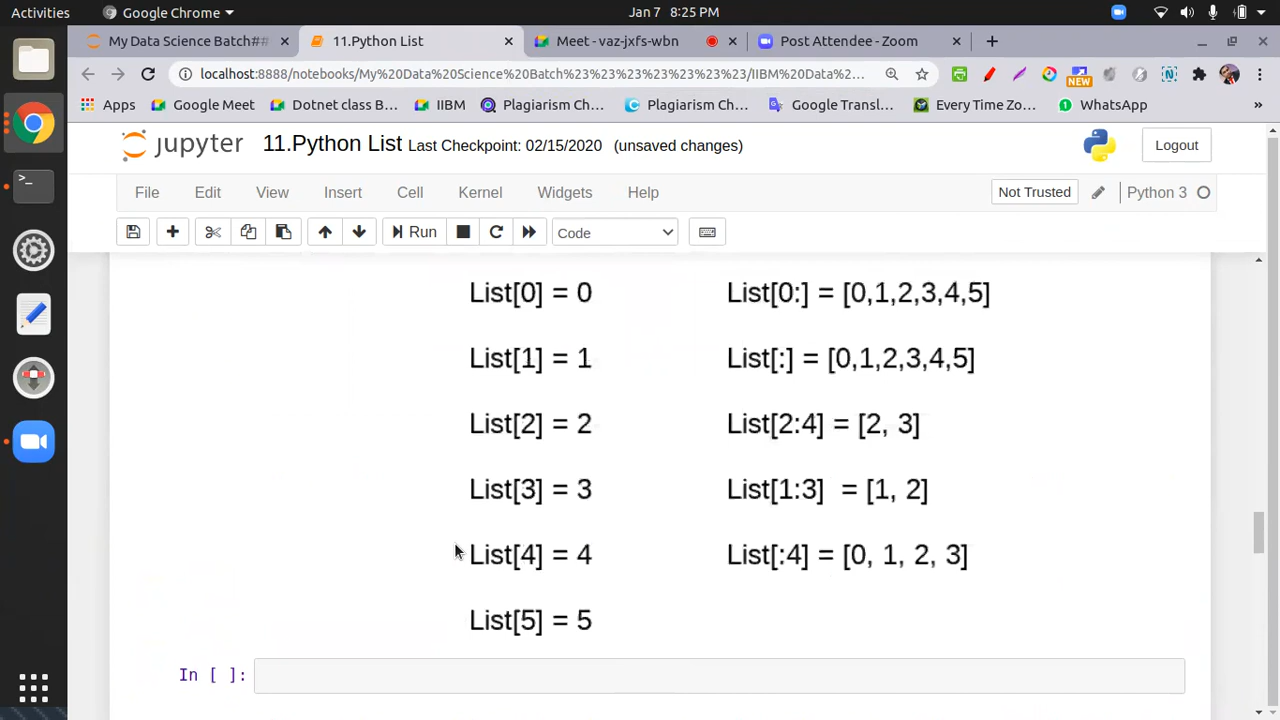 Activities
Google Chrome
Jan 7 8:25 PM
My Data Science Batch##
11.Python List
Meet - vaz-jxfs-wbn
Post Attendee - Zoom
localhost:8888/notebooks/My%20Data%20Science%20Batch%23%23%23%23%23%23/IIBM%20Data%2...
NEW
Apps
Google Meet
Dotnet class B...
IIBM
Plagiarism Ch...
Plagiarism Ch...
Google Transl...
Every Time Zo...
WhatsApp
»
jupyter
11.Python List
Last Checkpoint: 02/15/2020
(unsaved changes)
Logout
File
Edit
View
Insert
Cell
Kernel
Widgets
Help
Not Trusted
Python 3
Run
Code
List[0] = 0
List[0:] = [0,1,2,3,4,5]
List[1] = 1
List[:] = [0,1,2,3,4,5]
List[2] = 2
List[2:4] = [2, 3]
List[3] = 3
List[1:3] = [1, 2]
List[4] = 4
List[:4] = [0, 1, 2, 3]
List[5] = 5
In [ ]: